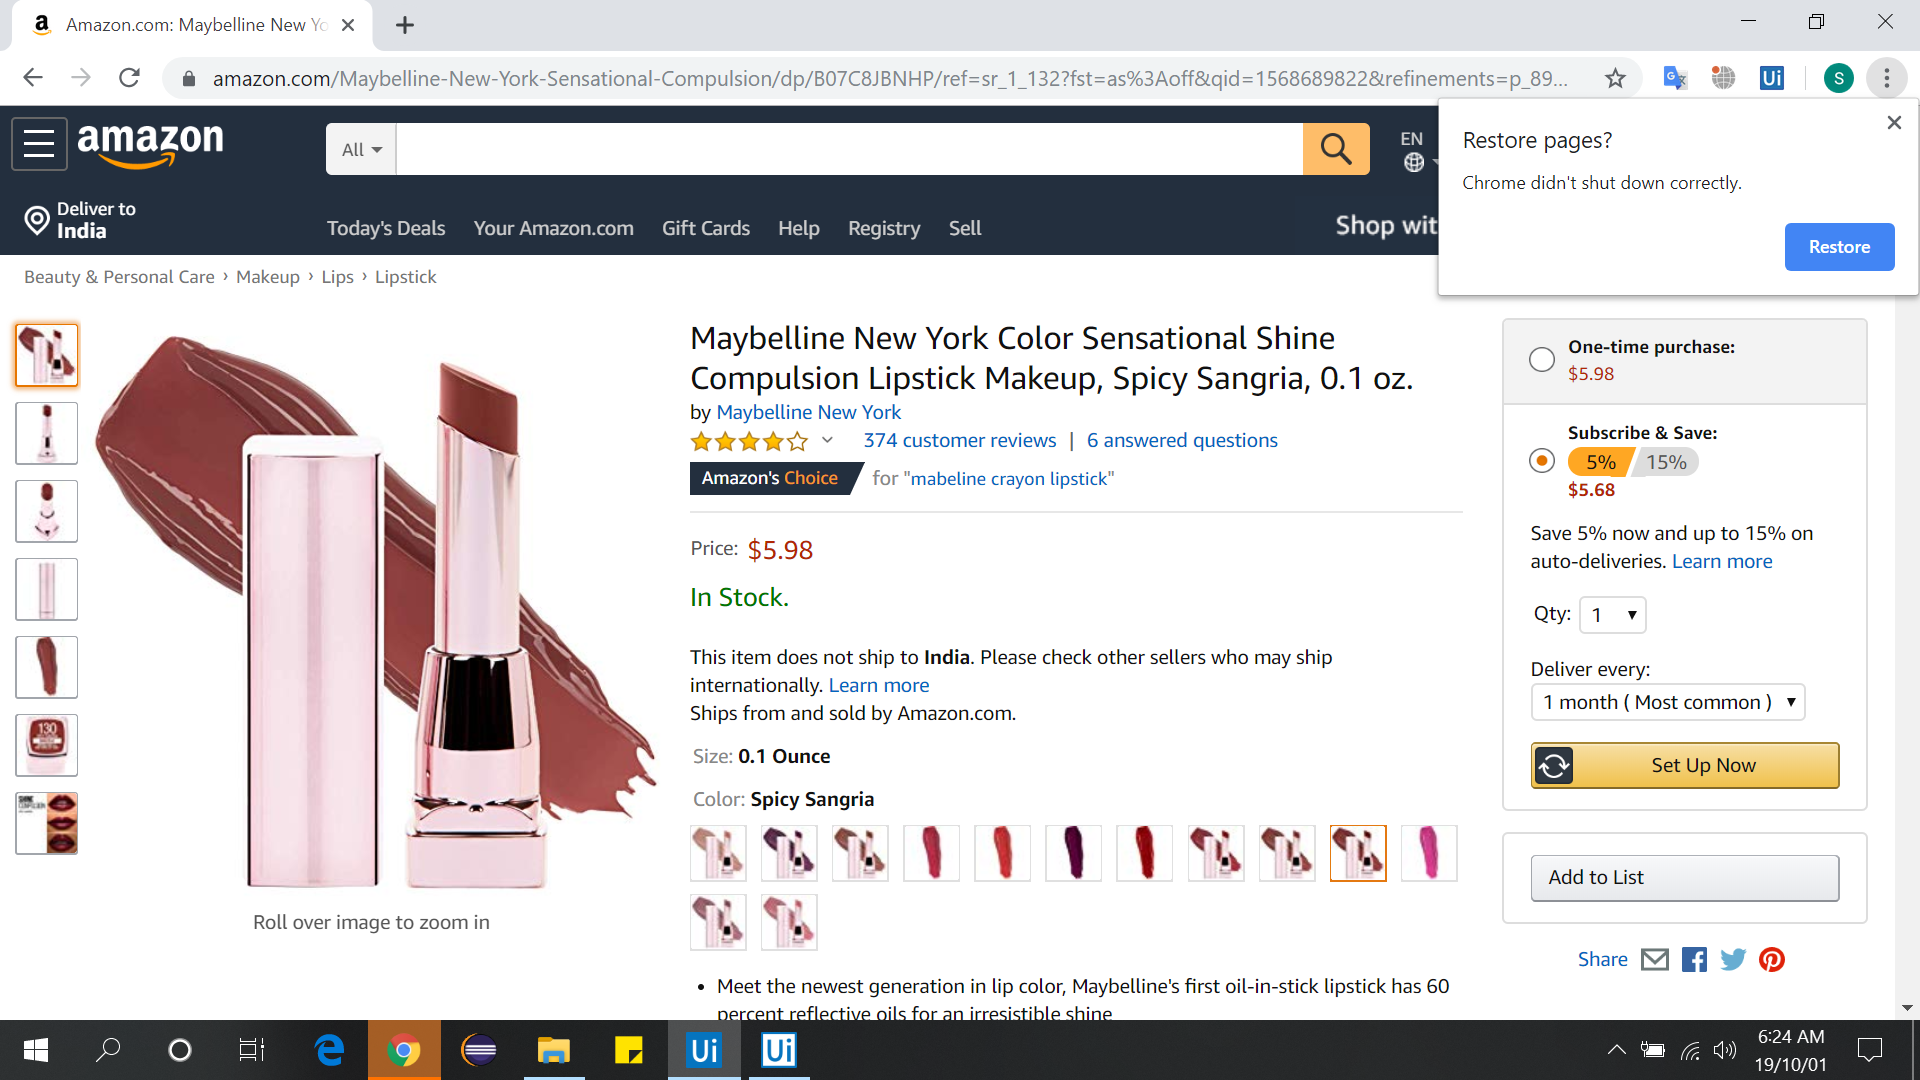 Amazon.com: Maybelline New Yo
amazon.com/Maybelline-New-York-Sensational-Compulsion/dp/B07C8JBNHP/ref=sr_1_132?fst=as%3Aoff&qid=1568689822&refinements=p_89...
Ui
S
Restore pages?
Chrome didn't shut down correctly.
Restore
amazon
All
EN
Deliver to
India
Today's Deals
Your Amazon.com
Gift Cards
Help
Registry
Sell
Shop wit
Beauty & Personal Care › Makeup › Lips › Lipstick
Maybelline New York Color Sensational Shine
Compulsion Lipstick Makeup, Spicy Sangria, 0.1 oz.
by Maybelline New York
374 customer reviews | 6 answered questions
Amazon's Choice for "mabeline crayon lipstick"
Price: $5.98
In Stock.
This item does not ship to India. Please check other sellers who may ship
internationally. Learn more
Ships from and sold by Amazon.com.
Size: 0.1 Ounce
Color: Spicy Sangria
Meet the newest generation in lip color, Maybelline's first oil-in-stick lipstick has 60
percent reflective oils for an irresistible shine
130
Roll over image to zoom in
One-time purchase:
$5.98
Subscribe & Save:
5% 15%
$5.68
Save 5% now and up to 15% on
auto-deliveries. Learn more
Qty: 1
Deliver every:
1 month ( Most common )
Set Up Now
Add to List
Share
Ui
Ui
6:24 AM
19/10/01